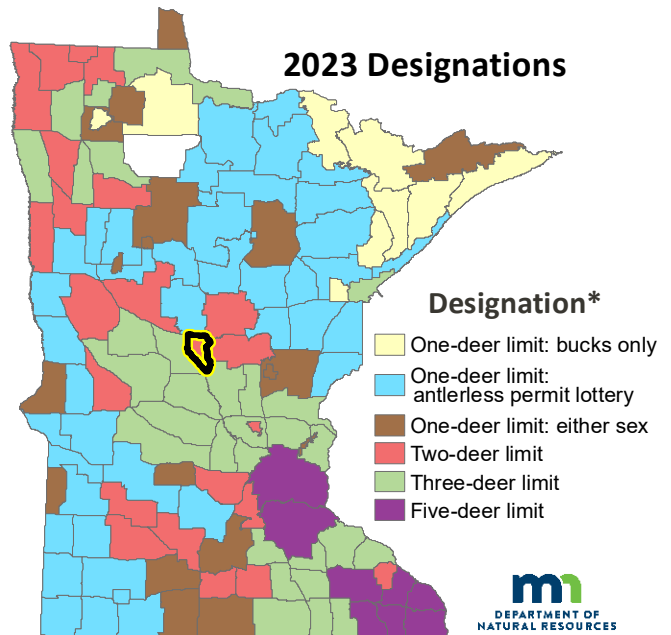 2023 Designations
Designation*
One-deer limit: bucks only
One-deer limit:
antlerless permit lottery
One-deer limit: either sex
Two-deer limit
Three-deer limit
Five-deer limit
DEPARTMENT OF
NATURAL RESOURCES